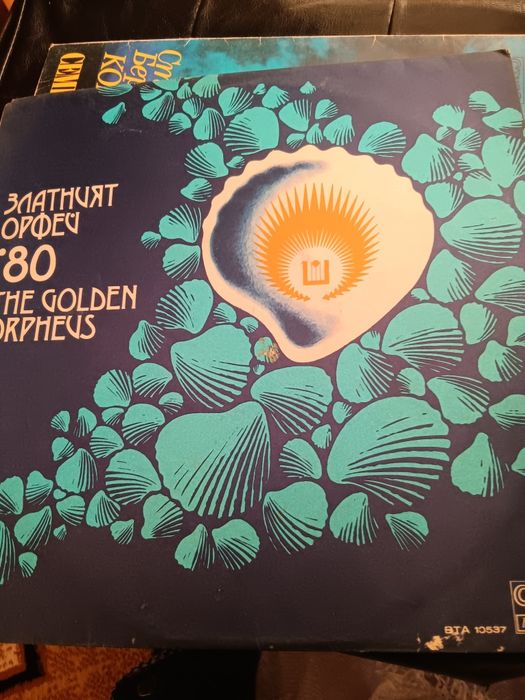 ЗЛАТНИЯТ
ОРФЕЙ
'80
THE GOLDEN
ORPHEUS
ВТА 10537